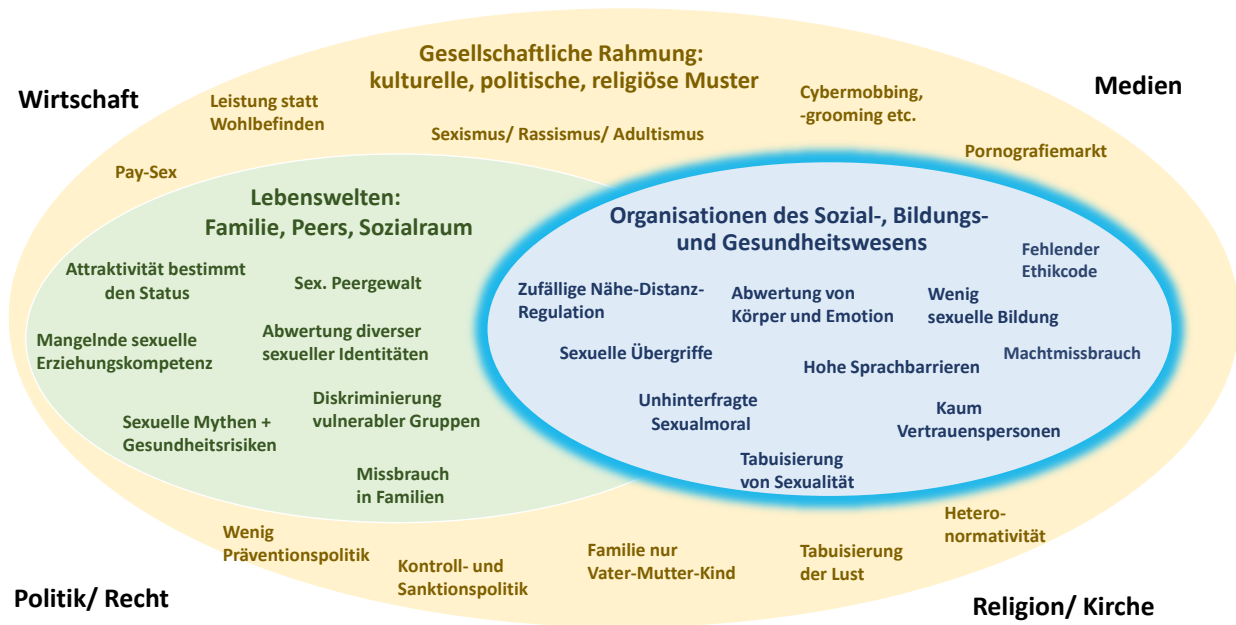 Gesellschaftliche Rahmung:
kulturelle, politische, religiöse Muster
Wirtschaft
Medien
Leistung statt
Wohlbefinden
Cybermobbing,
-grooming etc.
Sexismus/ Rassismus/ Adultismus
Pornografiemarkt
Pay-Sex
Lebenswelten:
Familie, Peers, Sozialraum
Attraktivität bestimmt
den Status
Sex. Peergewalt
Mangelnde sexuelle
Erziehungskompetenz
Abwertung diverser
sexueller Identitäten
Sexuelle Mythen +
Gesundheitsrisiken
Diskriminierung
vulnerabler Gruppen
Missbrauch
in Familien
Organisationen des Sozial-, Bildungs-
und Gesundheitswesens
Fehlender
Ethikcode
Zufällige Nähe-Distanz-
Regulation
Abwertung von
Körper und Emotion
Wenig
sexuelle Bildung
Sexuelle Übergriffe
Hohe Sprachbarrieren
Machtmissbrauch
Unhinterfragte
Sexualmoral
Kaum
Vertrauenspersonen
Tabuisierung
von Sexualität
Wenig
Präventionspolitik
Kontroll- und
Sanktionspolitik
Familie nur
Vater-Mutter-Kind
Tabuisierung
der Lust
Hetero-
normativität
Politik/ Recht
Religion/ Kirche